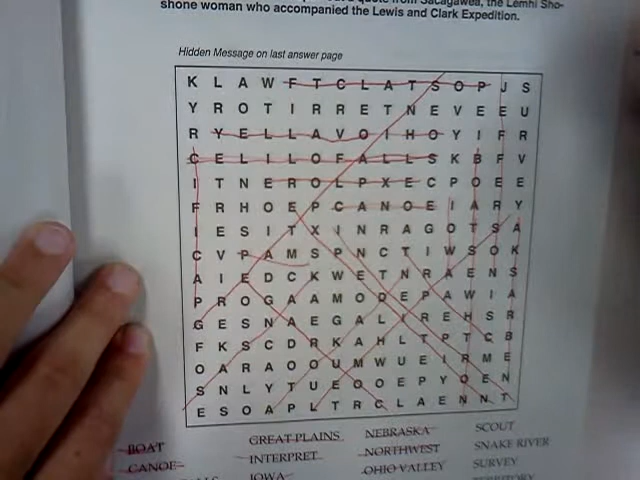 shone woman who accompanied the Lewis and Clark Expedition.
Hidden Message on last answer page
K L A W F T C L A T S O P J S
Y R O T I R R E T N E V E E U
R Y E L L A V O I H O Y I F R
C E L I L O F A L L S K B F V
I T N E R O L P X E C P O E E
F R H O E P C A N O E I A R Y
I E S I T X I N R A G O T S A
C V P A M S P N C T I W S O K
A I E D C K W E T N R A E N S
P R O G A A M O D E P A W I A
G E S N A E G A L I R E H S R
F K S C D R K A H L T P T C B
O A R A O O U M W U E I R M E
S N L Y T U E O O E P Y O E N
E S O A P L T R C L A E N N T
BOAT
CANOE
GREAT PLAINS
INTERPRET
IOWA
NEBRASKA
NORTHWEST
OHIO VALLEY
SCOUT
SNAKE RIVER
SURVEY